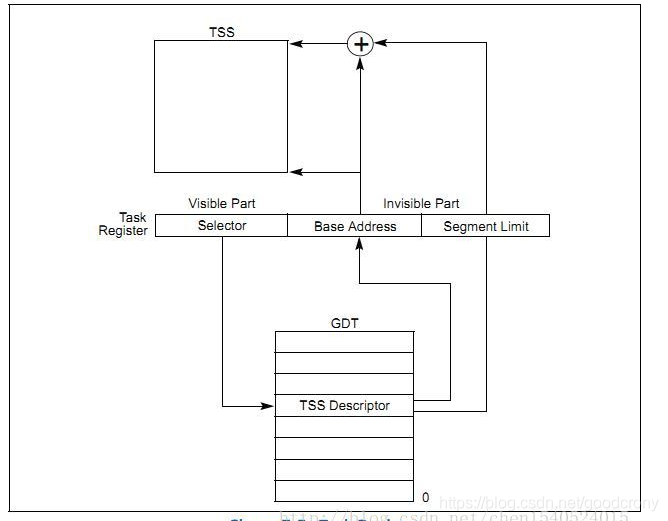 TSS
+
Visible Part
Invisible Part
Task
Register
Selector
Base Address
Segment Limit
GDT
TSS Descriptor
0
https://blog.csdn.net/goodcrony
http://blog.csdn.net/chen1540524015